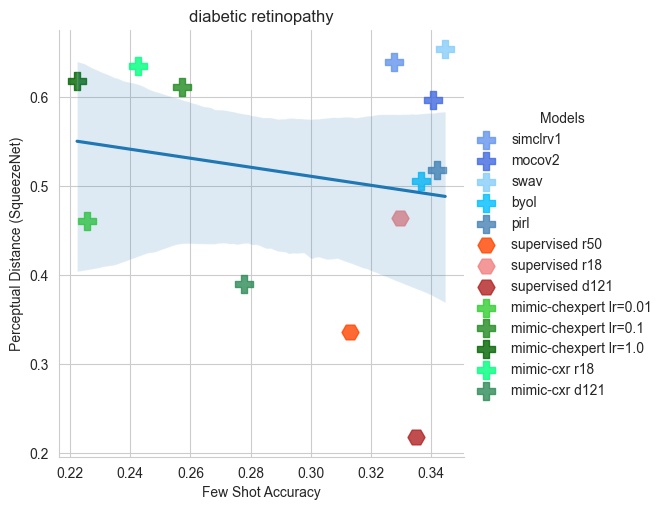 diabetic retinopathy
Perceptual Distance (SqueezeNet)
0.6
0.5
0.4
0.3
0.2
0.22 0.24 0.26 0.28 0.30 0.32 0.34
Few Shot Accuracy
Models
simclrv1
mocov2
swav
byol
pirl
supervised r50
supervised r18
supervised d121
mimic-chexpert lr=0.01
mimic-chexpert lr=0.1
mimic-chexpert lr=1.0
mimic-cxr r18
mimic-cxr d121